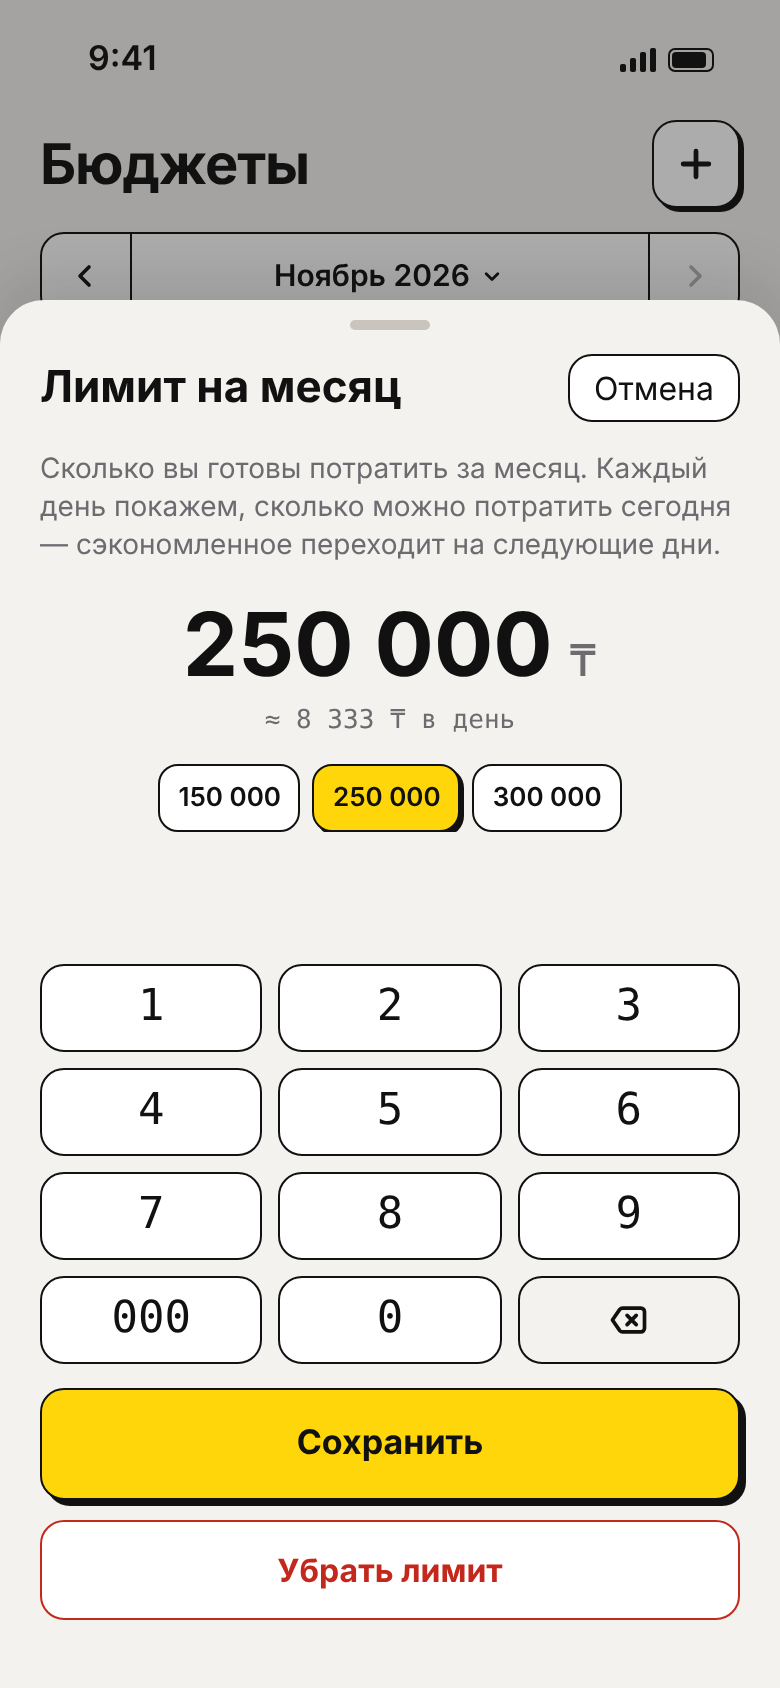 9:41
Бюджеты
Ноябрь 2026
Лимит на месяц
Отмена
Сколько вы готовы потратить за месяц. Каждый
день покажем, сколько можно потратить сегодня
— сэкономленное переходит на следующие дни.
250 000 ₸
≈ 8 333 ₸ в день
150 000
250 000
300 000
1
2
3
4
5
6
7
8
9
000
0
Сохранить
Убрать лимит